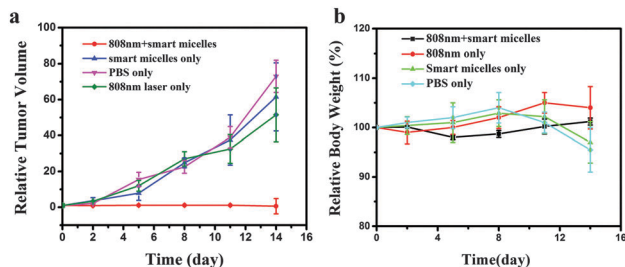 a
Relative Tumor Volume
100
80
60
40
20
0
808nm+smart micelles
smart micelles only
PBS only
808nm laser only
0 2 4 6 8 10 12 14 16
Time (day)
b
Relative Body Weight (%)
120
110
100
90
80
808nm+smart micelles
808nm only
Smart micelles only
PBS only
0 4 8 12 16
Time(day)